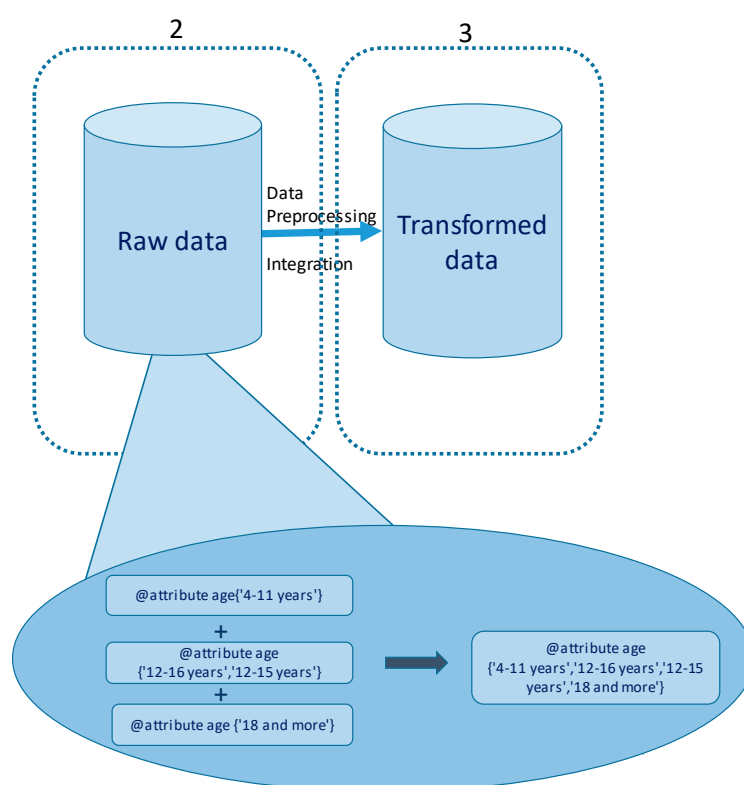 2
3
Raw data
Data
Preprocessing
Integration
Transformed
data
@attribute age{'4-11 years'}
+
@attribute age
{'12-16 years','12-15 years'}
+
@attribute age {'18 and more'}
@attribute age
{'4-11 years','12-16 years','12-15
years','18 and more'}